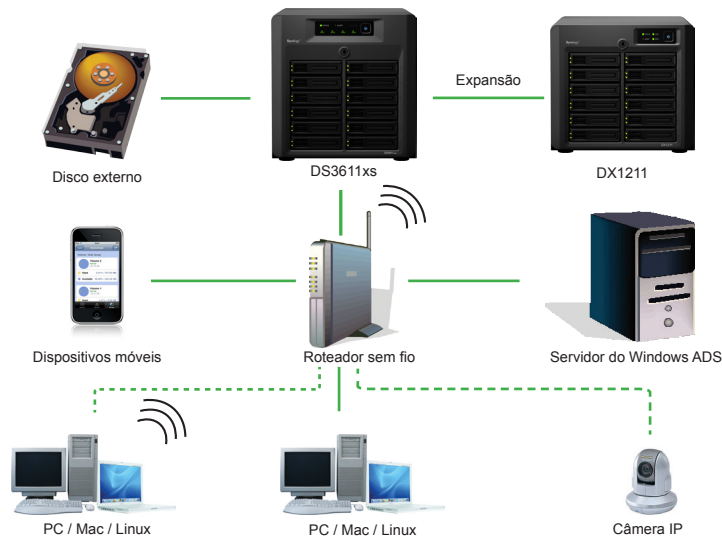 Expansão
Disco externo
DS3611xs
DX1211
Dispositivos móveis
Roteador sem fio
Servidor do Windows ADS
PC / Mac / Linux
PC / Mac / Linux
Câmera IP